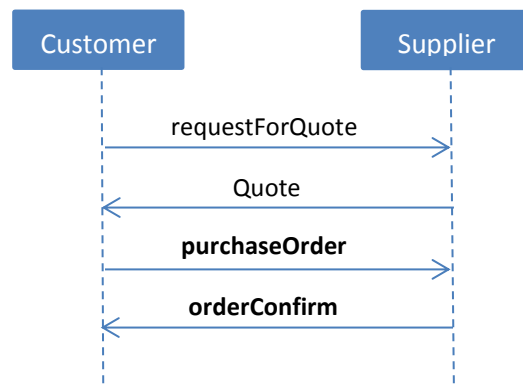 Customer
Supplier
requestForQuote
Quote
purchaseOrder
orderConfirm